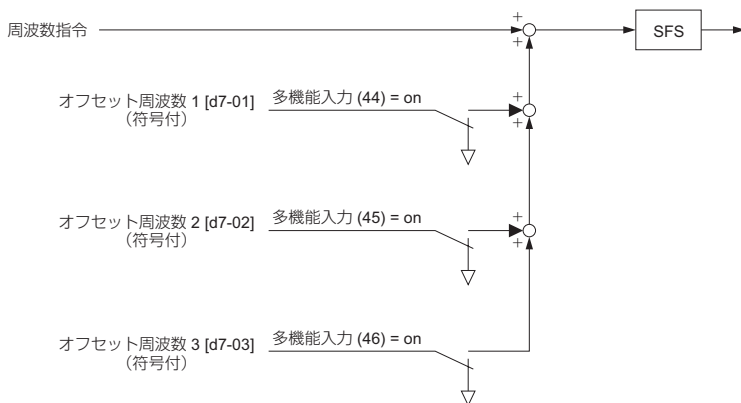 周波数指令
+
+
SFS
オフセット周波数 1 [d7-01]
（符号付）
多機能入力 (44) = on
+
+
オフセット周波数 2 [d7-02]
（符号付）
多機能入力 (45) = on
+
+
オフセット周波数 3 [d7-03]
（符号付）
多機能入力 (46) = on